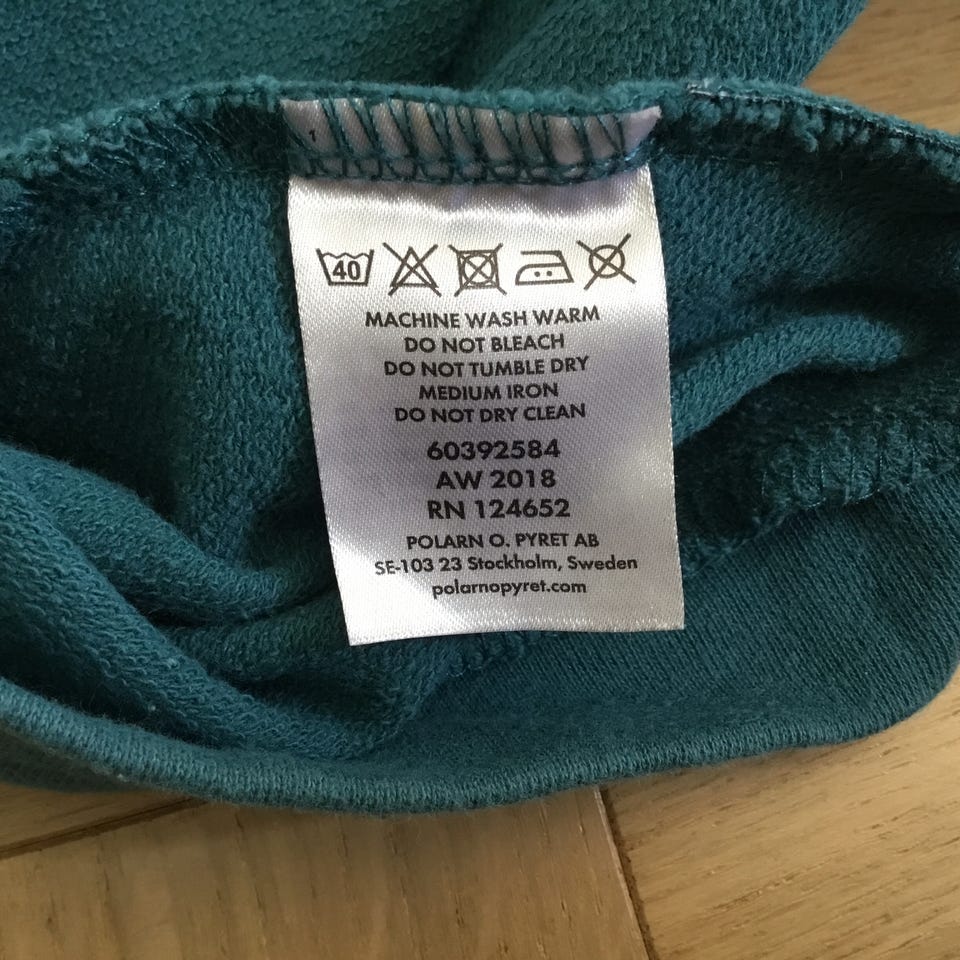 1
40
MACHINE WASH WARM
DO NOT BLEACH
DO NOT TUMBLE DRY
MEDIUM IRON
DO NOT DRY CLEAN
60392584
AW 2018
RN 124652
POLARN O. PYRET AB
SE-103 23 Stockholm, Sweden
polarnopyret.com